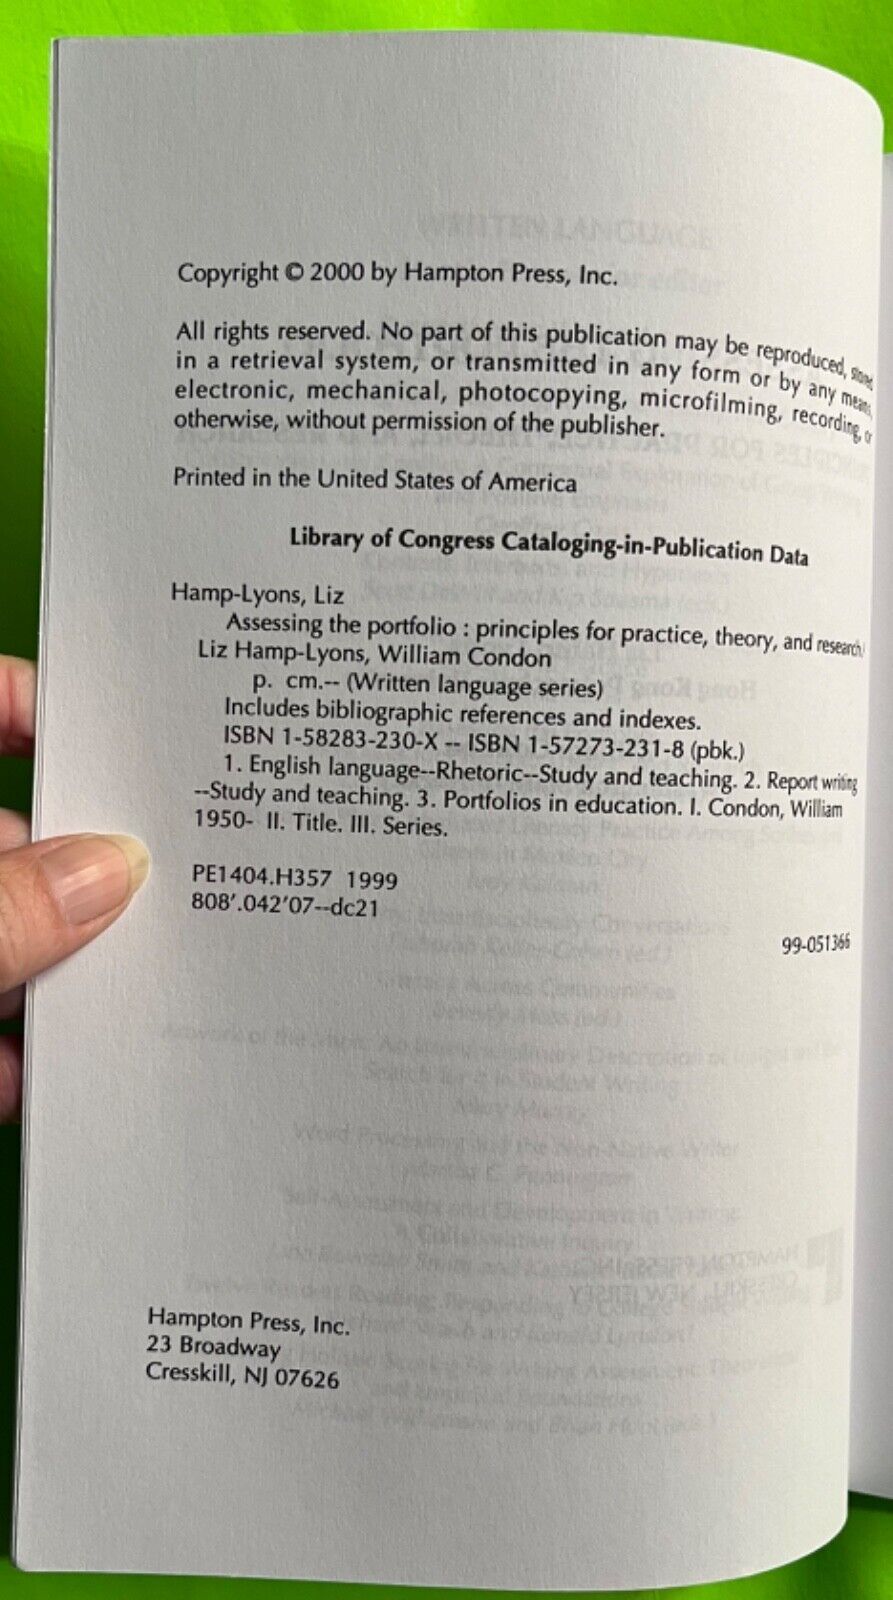 Copyright © 2000 by Hampton Press, Inc.
All rights reserved. No part of this publication may be reproduced, stored
in a retrieval system, or transmitted in any form or by any means,
electronic, mechanical, photocopying, microfilming, recording, or
otherwise, without permission of the publisher.
Printed in the United States of America
Library of Congress Cataloging-in-Publication Data
Hamp-Lyons, Liz
Assessing the portfolio : principles for practice, theory, and research /
Liz Hamp-Lyons, William Condon
p. cm.-- (Written language series)
Includes bibliographic references and indexes.
ISBN 1-58283-230-X -- ISBN 1-57273-231-8 (pbk.)
1. English language--Rhetoric--Study and teaching. 2. Report writing
--Study and teaching. 3. Portfolios in education. I. Condon, William
1950- II. Title. III. Series.
PE1404.H357 1999
808'.042'07--dc21
99-051366
Hampton Press, Inc.
23 Broadway
Cresskill, NJ 07626